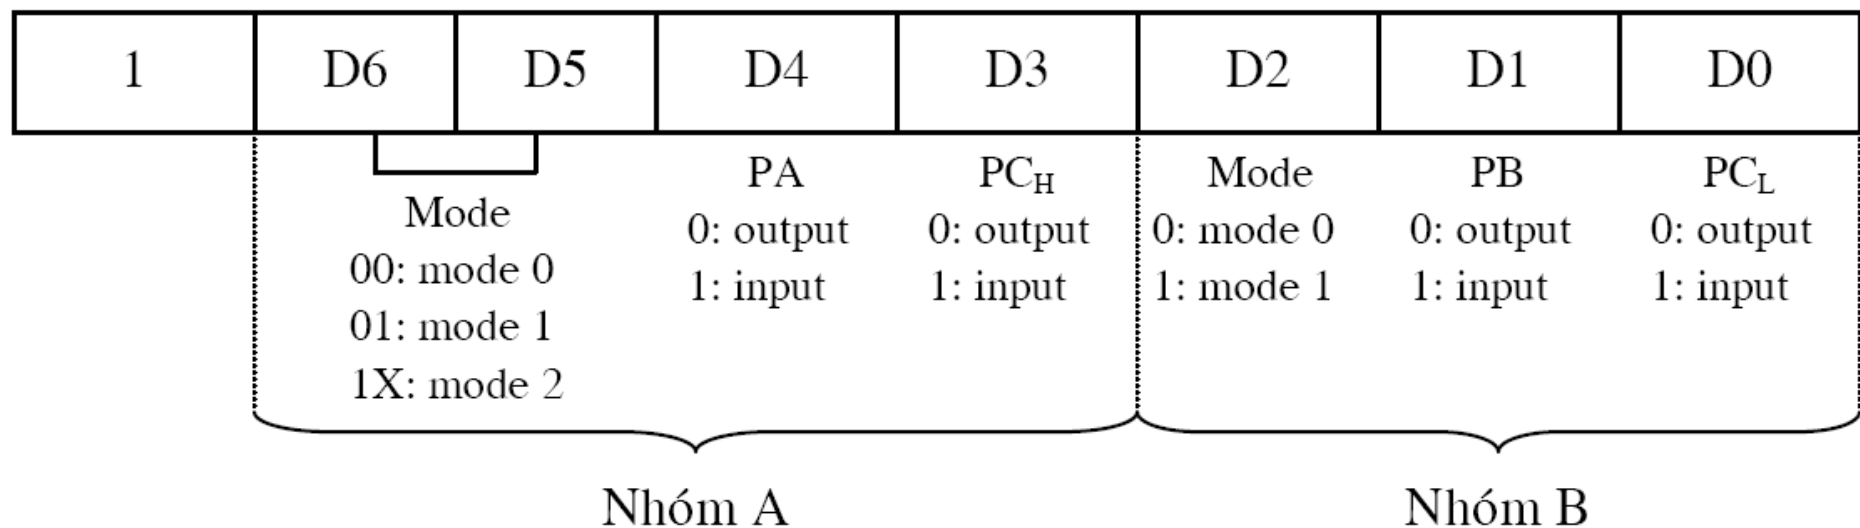 1 D6 D5 D4 D3 D2 D1 D0
PA PC_H Mode PB PC_L
Mode 0: output 0: output 0: mode 0 0: output 0: output
00: mode 0 1: input 1: input 1: mode 1 1: input 1: input
01: mode 1
1X: mode 2
Nhóm A Nhóm B